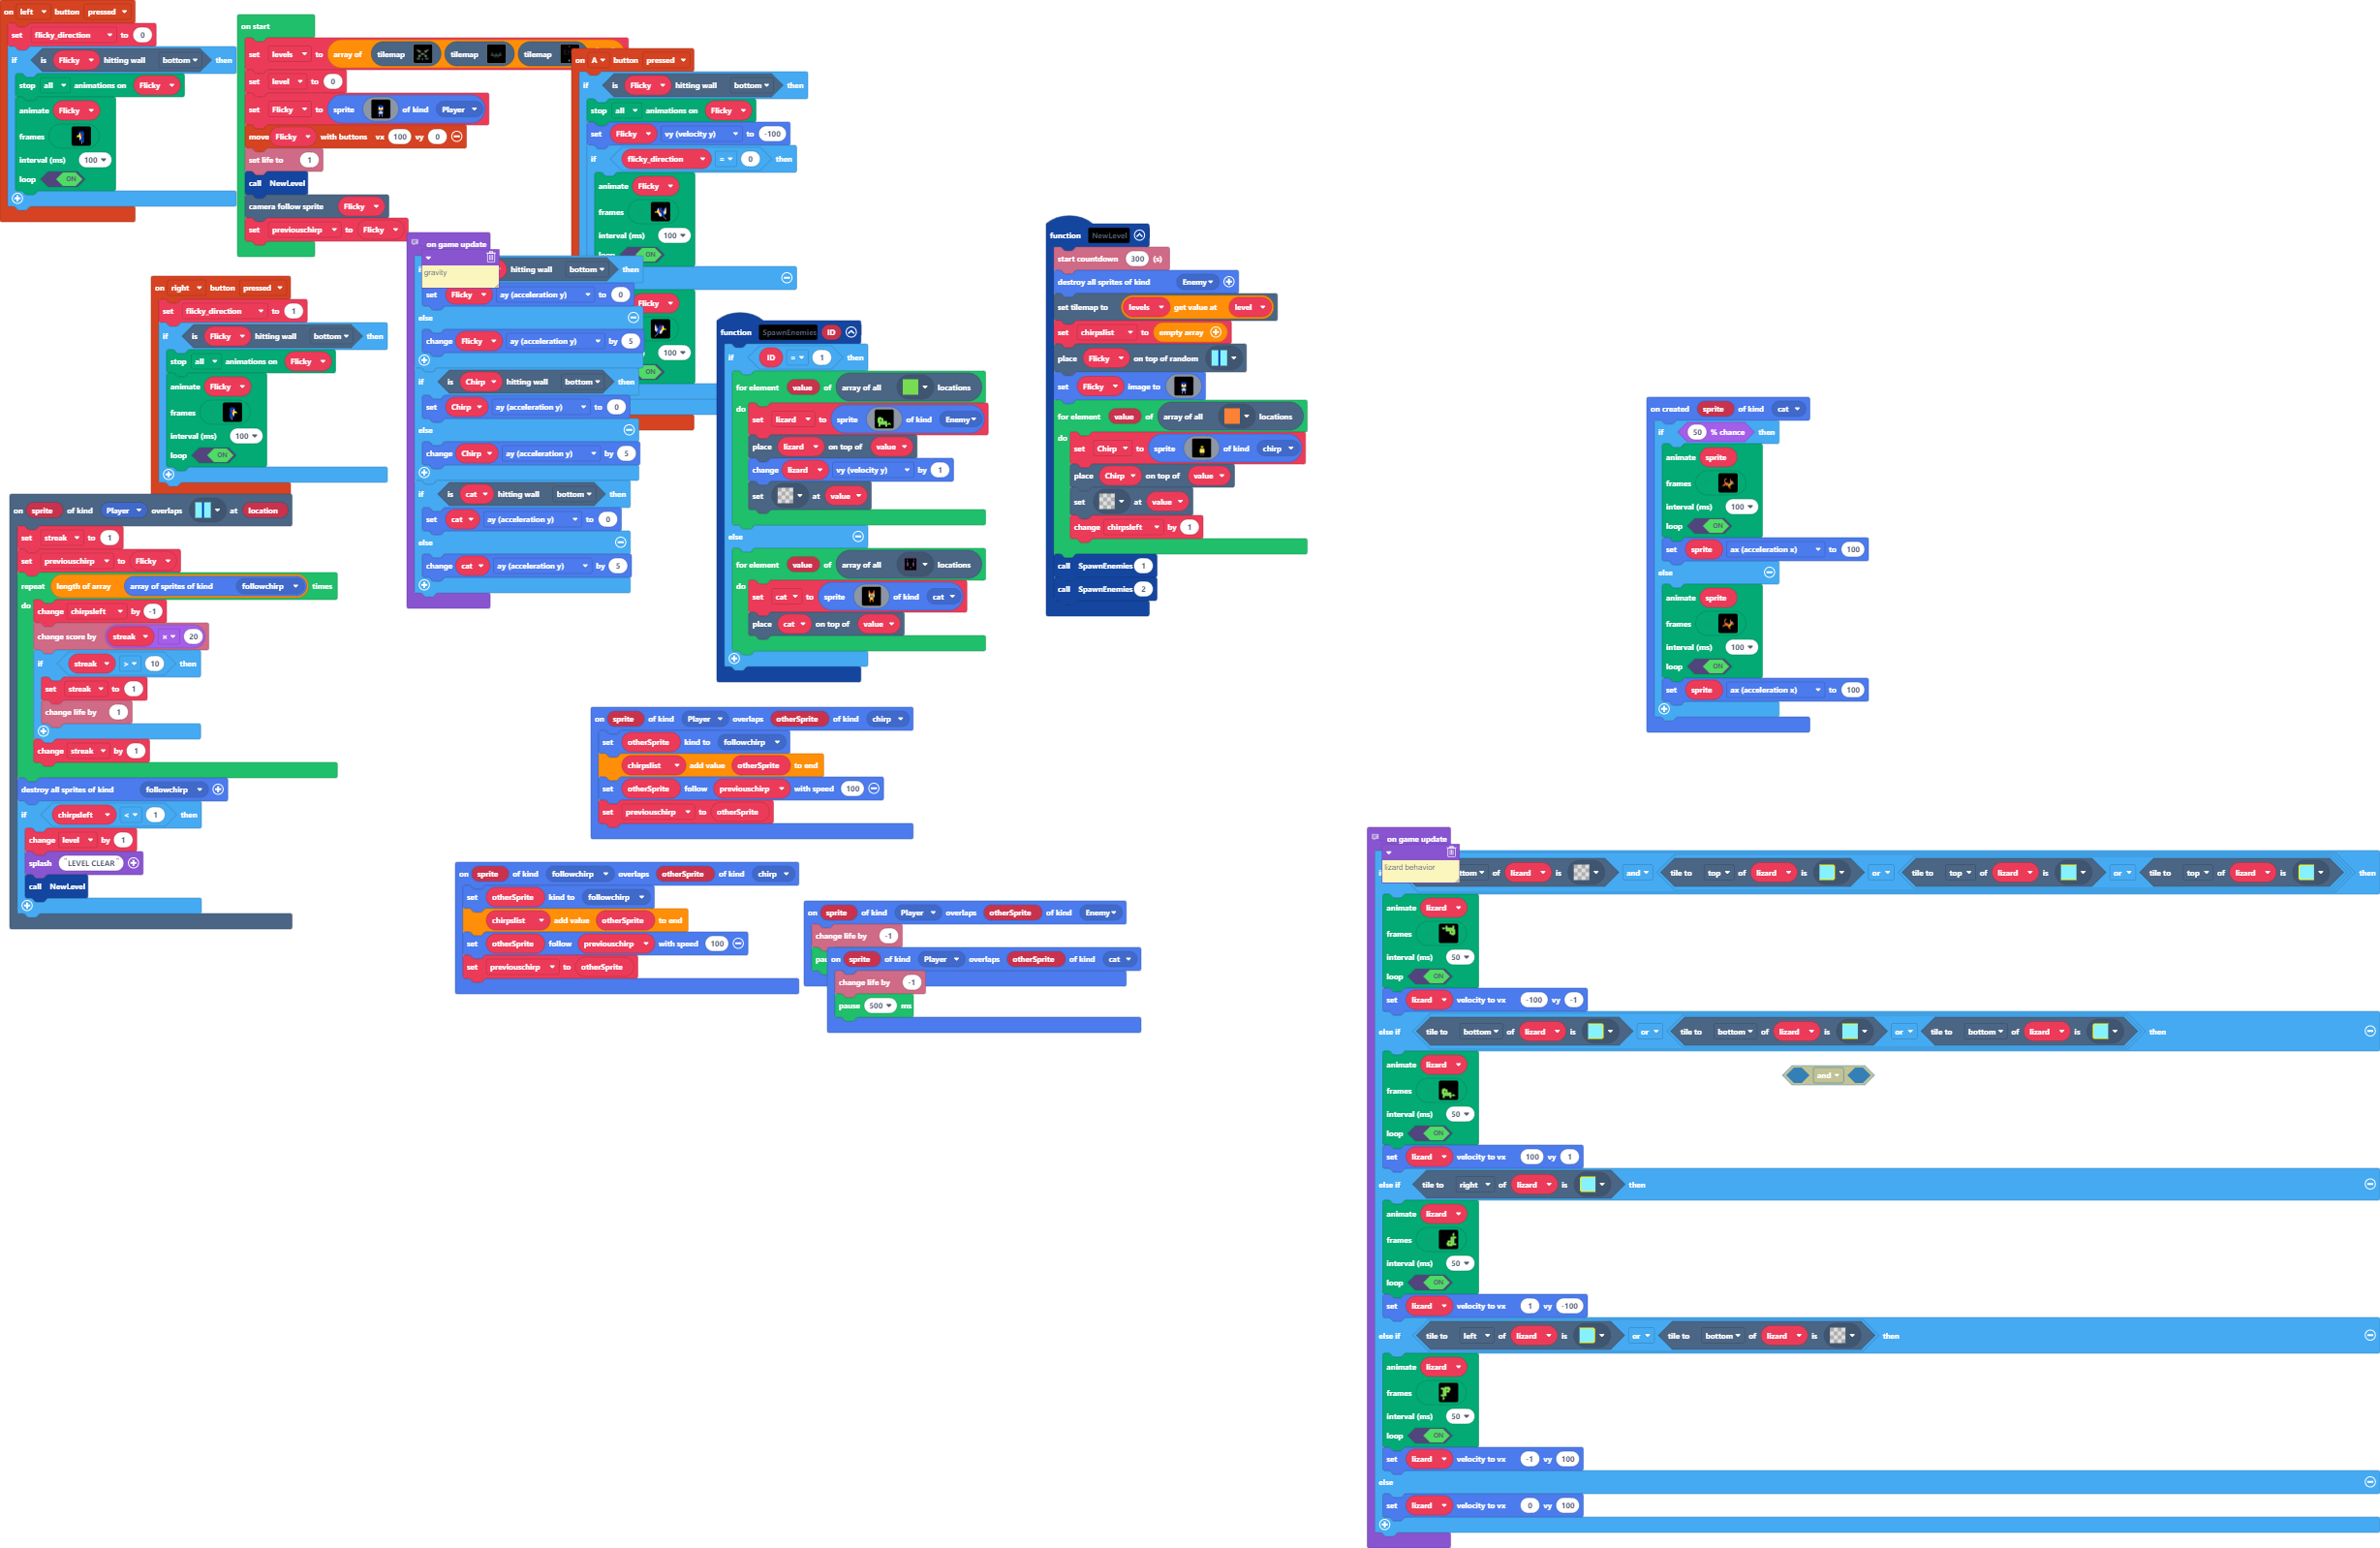 on left button pressed
set flicky_direction to 0
if is Flicky hitting wall bottom then
stop all animations on Flicky
animate Flicky
frames
interval (ms) 100
loop ON
on start
set levels to array of tilemap tilemap tilemap
set level to 0
set Flicky to sprite of kind Player
move Flicky with buttons vx 100 vy 0
set life to 1
call NewLevel
camera follow sprite Flicky
set previouschirp to Flicky
on A button pressed
if is Flicky hitting wall bottom then
stop all animations on Flicky
set Flicky vy (velocity y) to -100
if flicky_direction = 0 then
animate Flicky
frames
interval (ms) 100
ON
Flicky
100
ON
on right button pressed
set flicky_direction to 1
if is Flicky hitting wall bottom then
stop all animations on Flicky
animate Flicky
frames
interval (ms) 100
loop ON
on game update
gravity
hitting wall bottom then
set Flicky ay (acceleration y) to 0
else
change Flicky ay (acceleration y) by 5
if is Chirp hitting wall bottom then
set Chirp ay (acceleration y) to 0
else
change Chirp ay (acceleration y) by 5
if is cat hitting wall bottom then
set cat ay (acceleration y) to 0
else
change cat ay (acceleration y) by 5
on sprite of kind Player overlaps at location
set streak to 1
set previouschirp to Flicky
repeat length of array array of sprites of kind followchirp times
do
change chirpsleft by -1
change score by streak x 20
if streak > 10 then
set streak to 1
change life by 1
change streak by 1
destroy all sprites of kind followchirp
if chirpsleft < 1 then
change level by 1
splash "LEVEL CLEAR"
call NewLevel
function SpawnEnemies ID
if ID = 1 then
for element value of array of all locations
do
set lizard to sprite of kind Enemy
place lizard on top of value
change lizard vy (velocity y) by 1
set at value
else
for element value of array of all locations
do
set cat to sprite of kind cat
place cat on top of value
function NewLevel
start countdown 300 (s)
destroy all sprites of kind Enemy
set tilemap to levels get value at level
set chirpslist to empty array
place Flicky on top of random
set Flicky image to
for element value of array of all locations
do
set Chirp to sprite of kind chirp
place Chirp on top of value
set at value
change chirpsleft by 1
call SpawnEnemies 1
call SpawnEnemies 2
on created sprite of kind cat
if 50 % chance then
animate sprite
frames
interval (ms) 100
loop ON
set sprite ax (acceleration x) to 100
else
animate sprite
frames
interval (ms) 100
loop ON
set sprite ax (acceleration x) to 100
on sprite of kind Player overlaps otherSprite of kind chirp
set otherSprite kind to followchirp
chirpslist add value otherSprite to end
set otherSprite follow previouschirp with speed 100
set previouschirp to otherSprite
on sprite of kind followchirp overlaps otherSprite of kind chirp
set otherSprite kind to followchirp
chirpslist add value otherSprite to end
set otherSprite follow previouschirp with speed 100
set previouschirp to otherSprite
on sprite of kind Player overlaps otherSprite of kind Enemy
change life by -1
on sprite of kind Player overlaps otherSprite of kind cat
change life by -1
pause 500 ms
on game update
lizard behavior
of lizard is and tile to top of lizard is or tile to top of lizard is or tile to top of lizard is then
animate lizard
frames
interval (ms) 50
loop ON
set lizard velocity to vx -100 vy -1
else if tile to bottom of lizard is or tile to bottom of lizard is or tile to bottom of lizard is then
animate lizard
frames
interval (ms) 50
loop ON
and
set lizard velocity to vx 100 vy 1
else if tile to right of lizard is then
animate lizard
frames
interval (ms) 50
loop ON
set lizard velocity to vx 1 vy -100
else if tile to left of lizard is or tile to bottom of lizard is then
animate lizard
frames
interval (ms) 50
loop ON
set lizard velocity to vx -1 vy 100
else
set lizard velocity to vx 0 vy 100